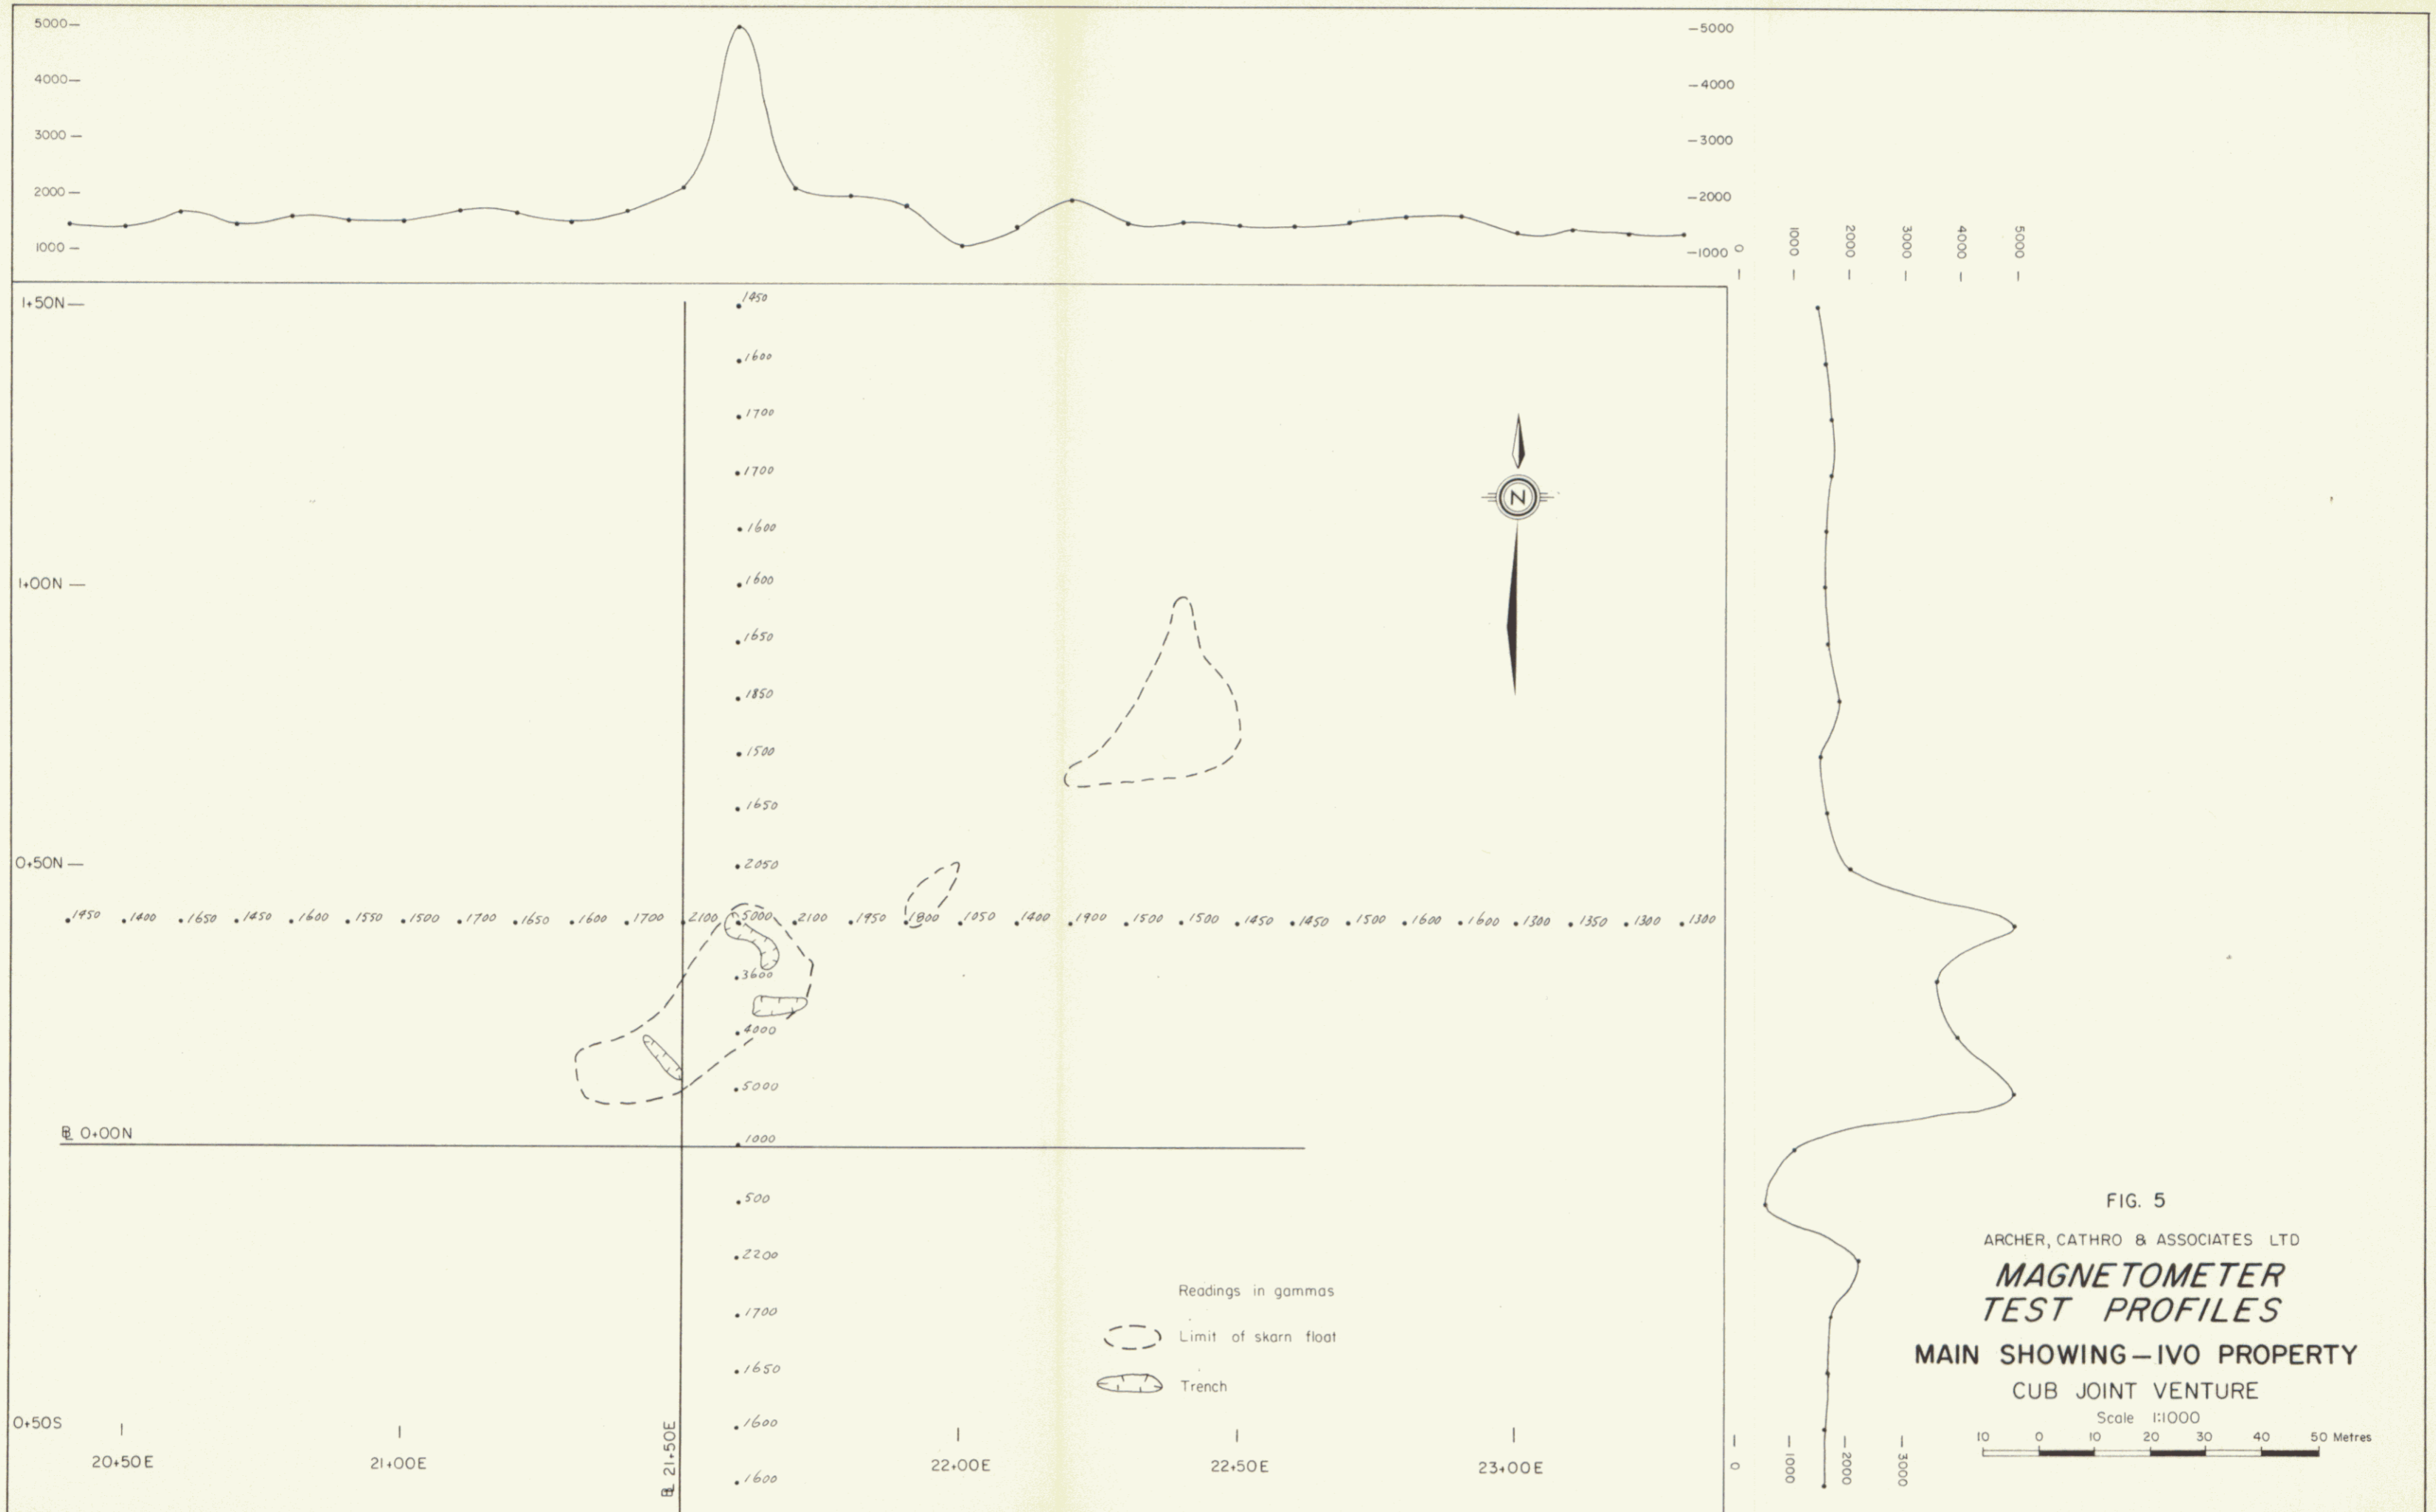 5000
4000
3000
2000
1000
5000
4000
3000
2000
1000
0
1000
2000
3000
4000
5000
1+50N
1450
1600
1700
1700
1600
1+00N
1600
1650
1850
1500
1650
0+50N
2050
1450 1400 1650 1450 1600 1550 1500 1700 1650 1600 1700 2100 5000 2100 1950 1800 1050 1400 1900 1500 1500 1450 1450 1500 1600 1600 1300 1350 1300 1300
3600
4000
5000
BL 0+00N
1000
500
2200
1700
1650
1600
1600
N
Readings in gammas
Limit of skarn float
Trench
0+50S
20+50E 21+00E BL 21+50E 22+00E 22+50E 23+00E
0
1000
2000
3000
FIG. 5
ARCHER, CATHRO & ASSOCIATES LTD
MAGNETOMETER
TEST PROFILES
MAIN SHOWING — IVO PROPERTY
CUB JOINT VENTURE
Scale 1:1000
10 0 10 20 30 40 50 Metres